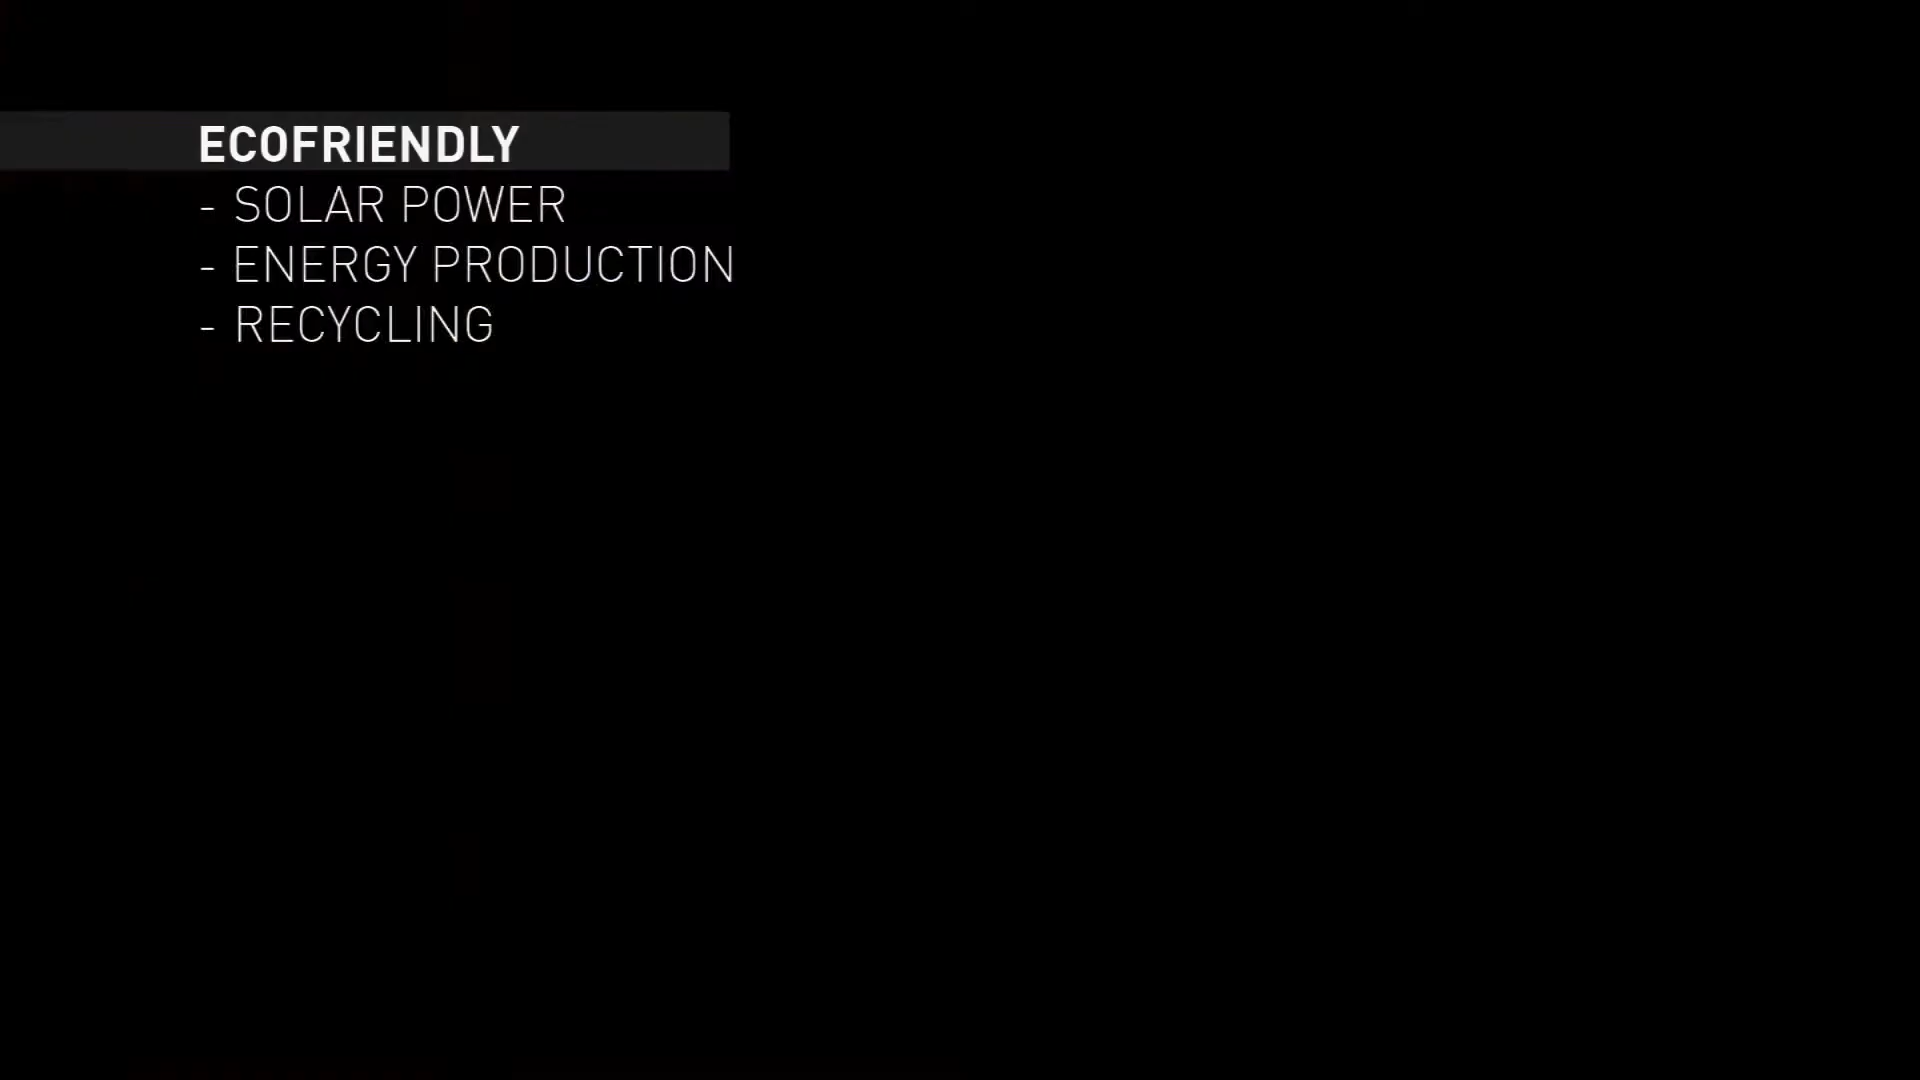 ECOFRIENDLY
- SOLAR POWER
- ENERGY PRODUCTION
- RECYCLING